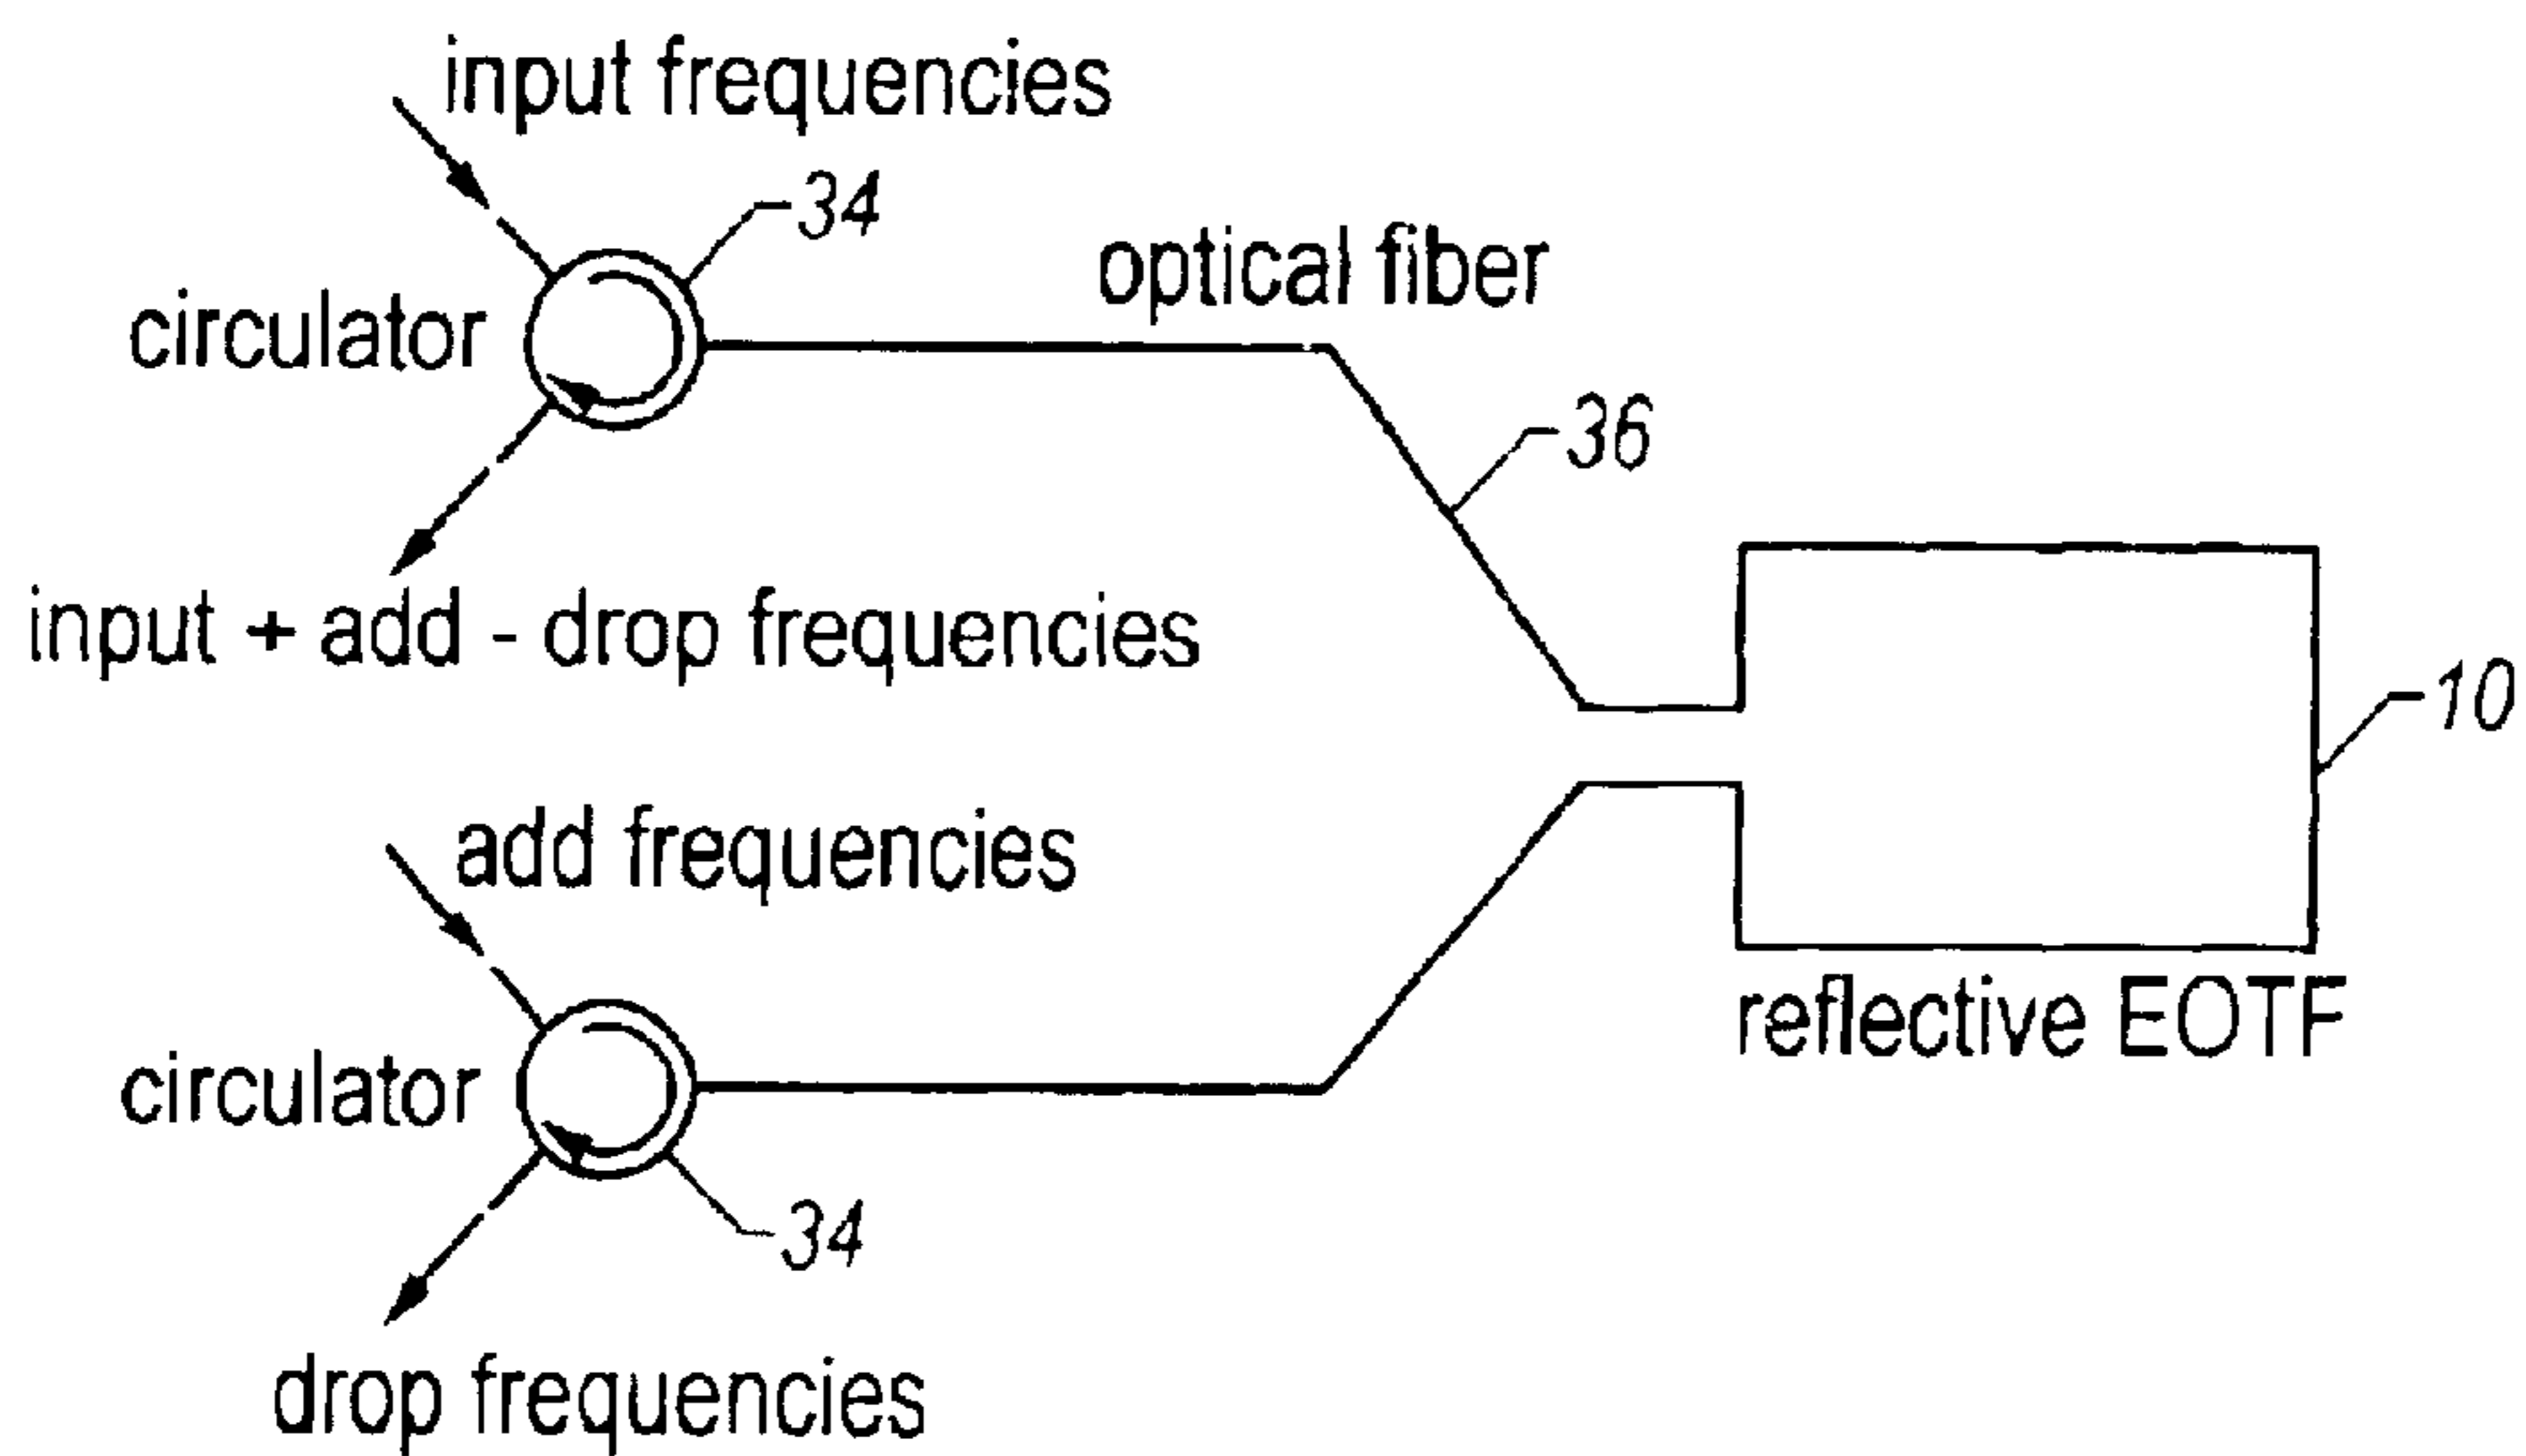 input frequencies
34
optical fiber
circulator
36
input + add - drop frequencies
10
add frequencies
reflective EOTF
circulator
34
drop frequencies